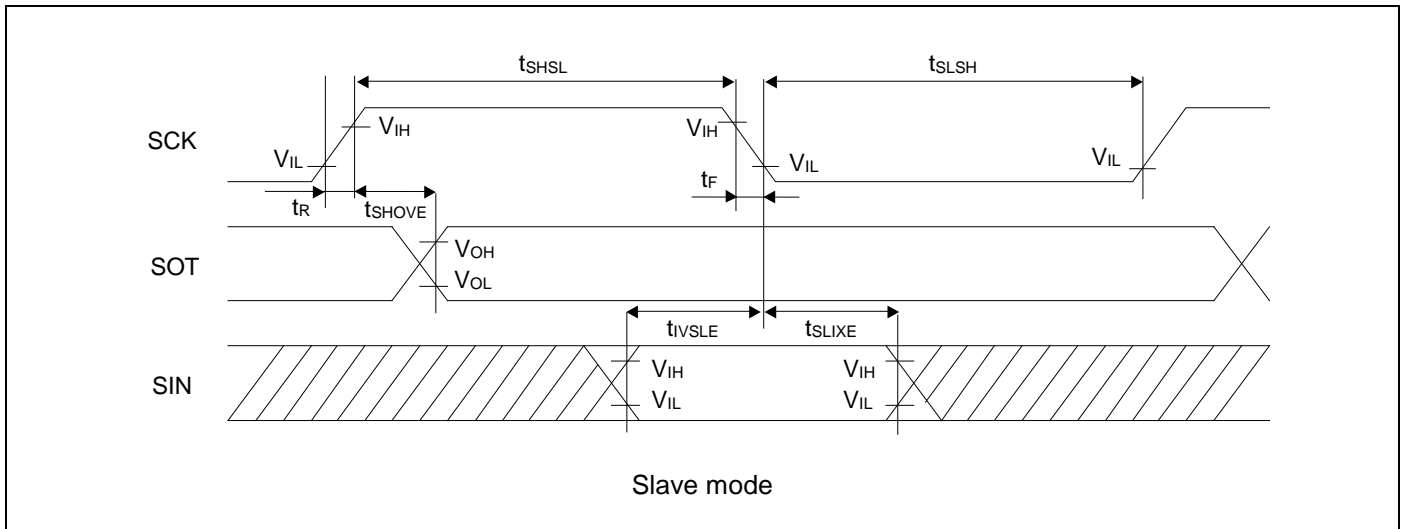 tSHSL
tSLSH
SCK
VIH
VIH
VIL
VIL
VIL
tF
tR
tSHOVE
VOH
SOT
VOL
tIVSLE
tSLIXE
VIH
VIH
SIN
VIL
VIL
Slave mode